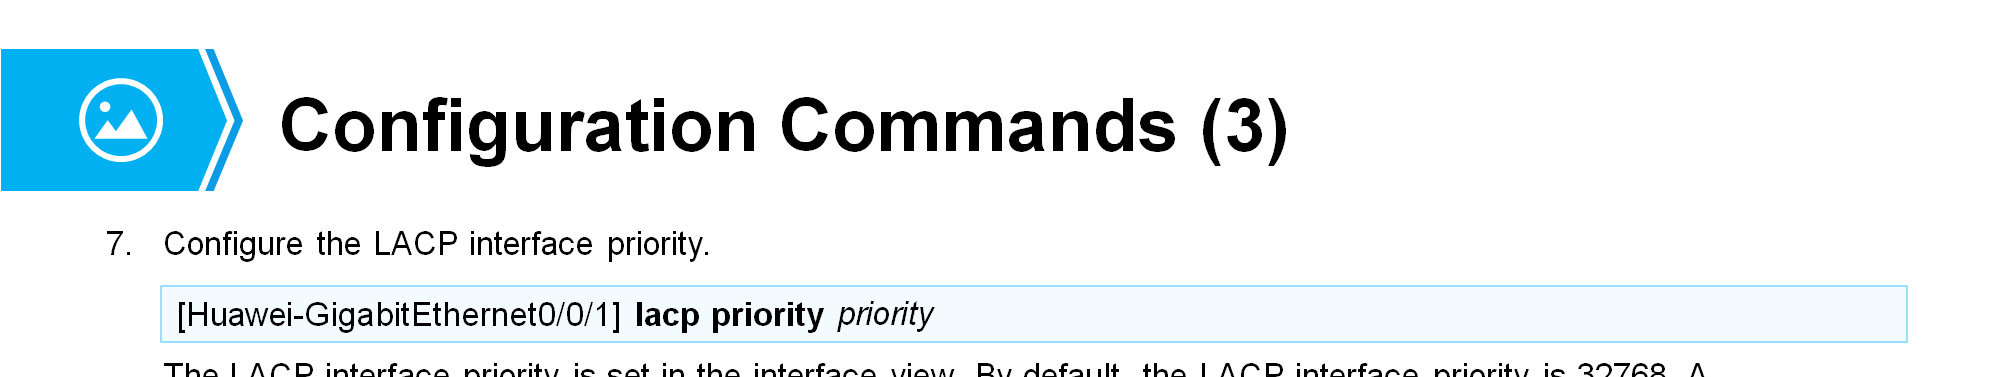 Configuration Commands (3)
7. Configure the LACP interface priority.
[Huawei-GigabitEthernet0/0/1] lacp priority priority
The LACP interface priority is set in the interface view. By default, the LACP interface priority is 32768. A